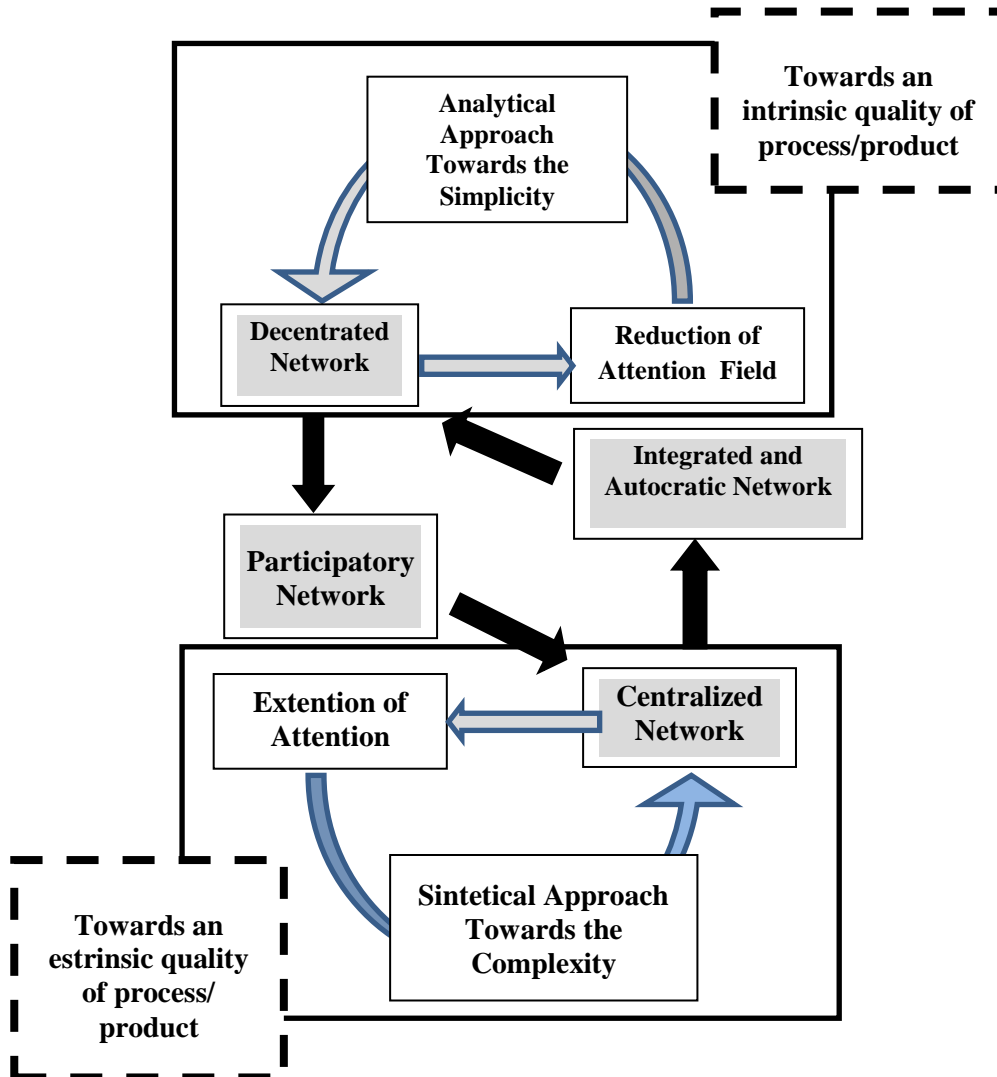 Towards an
intrinsic quality of
process/product
Analytical
Approach
Towards the
Simplicity
Decentrated
Network
Reduction of
Attention Field
Integrated and
Autocratic Network
Participatory
Network
Extention of
Attention
Centralized
Network
Sintetical Approach
Towards the
Complexity
Towards an
estrinsic quality
of process/
product